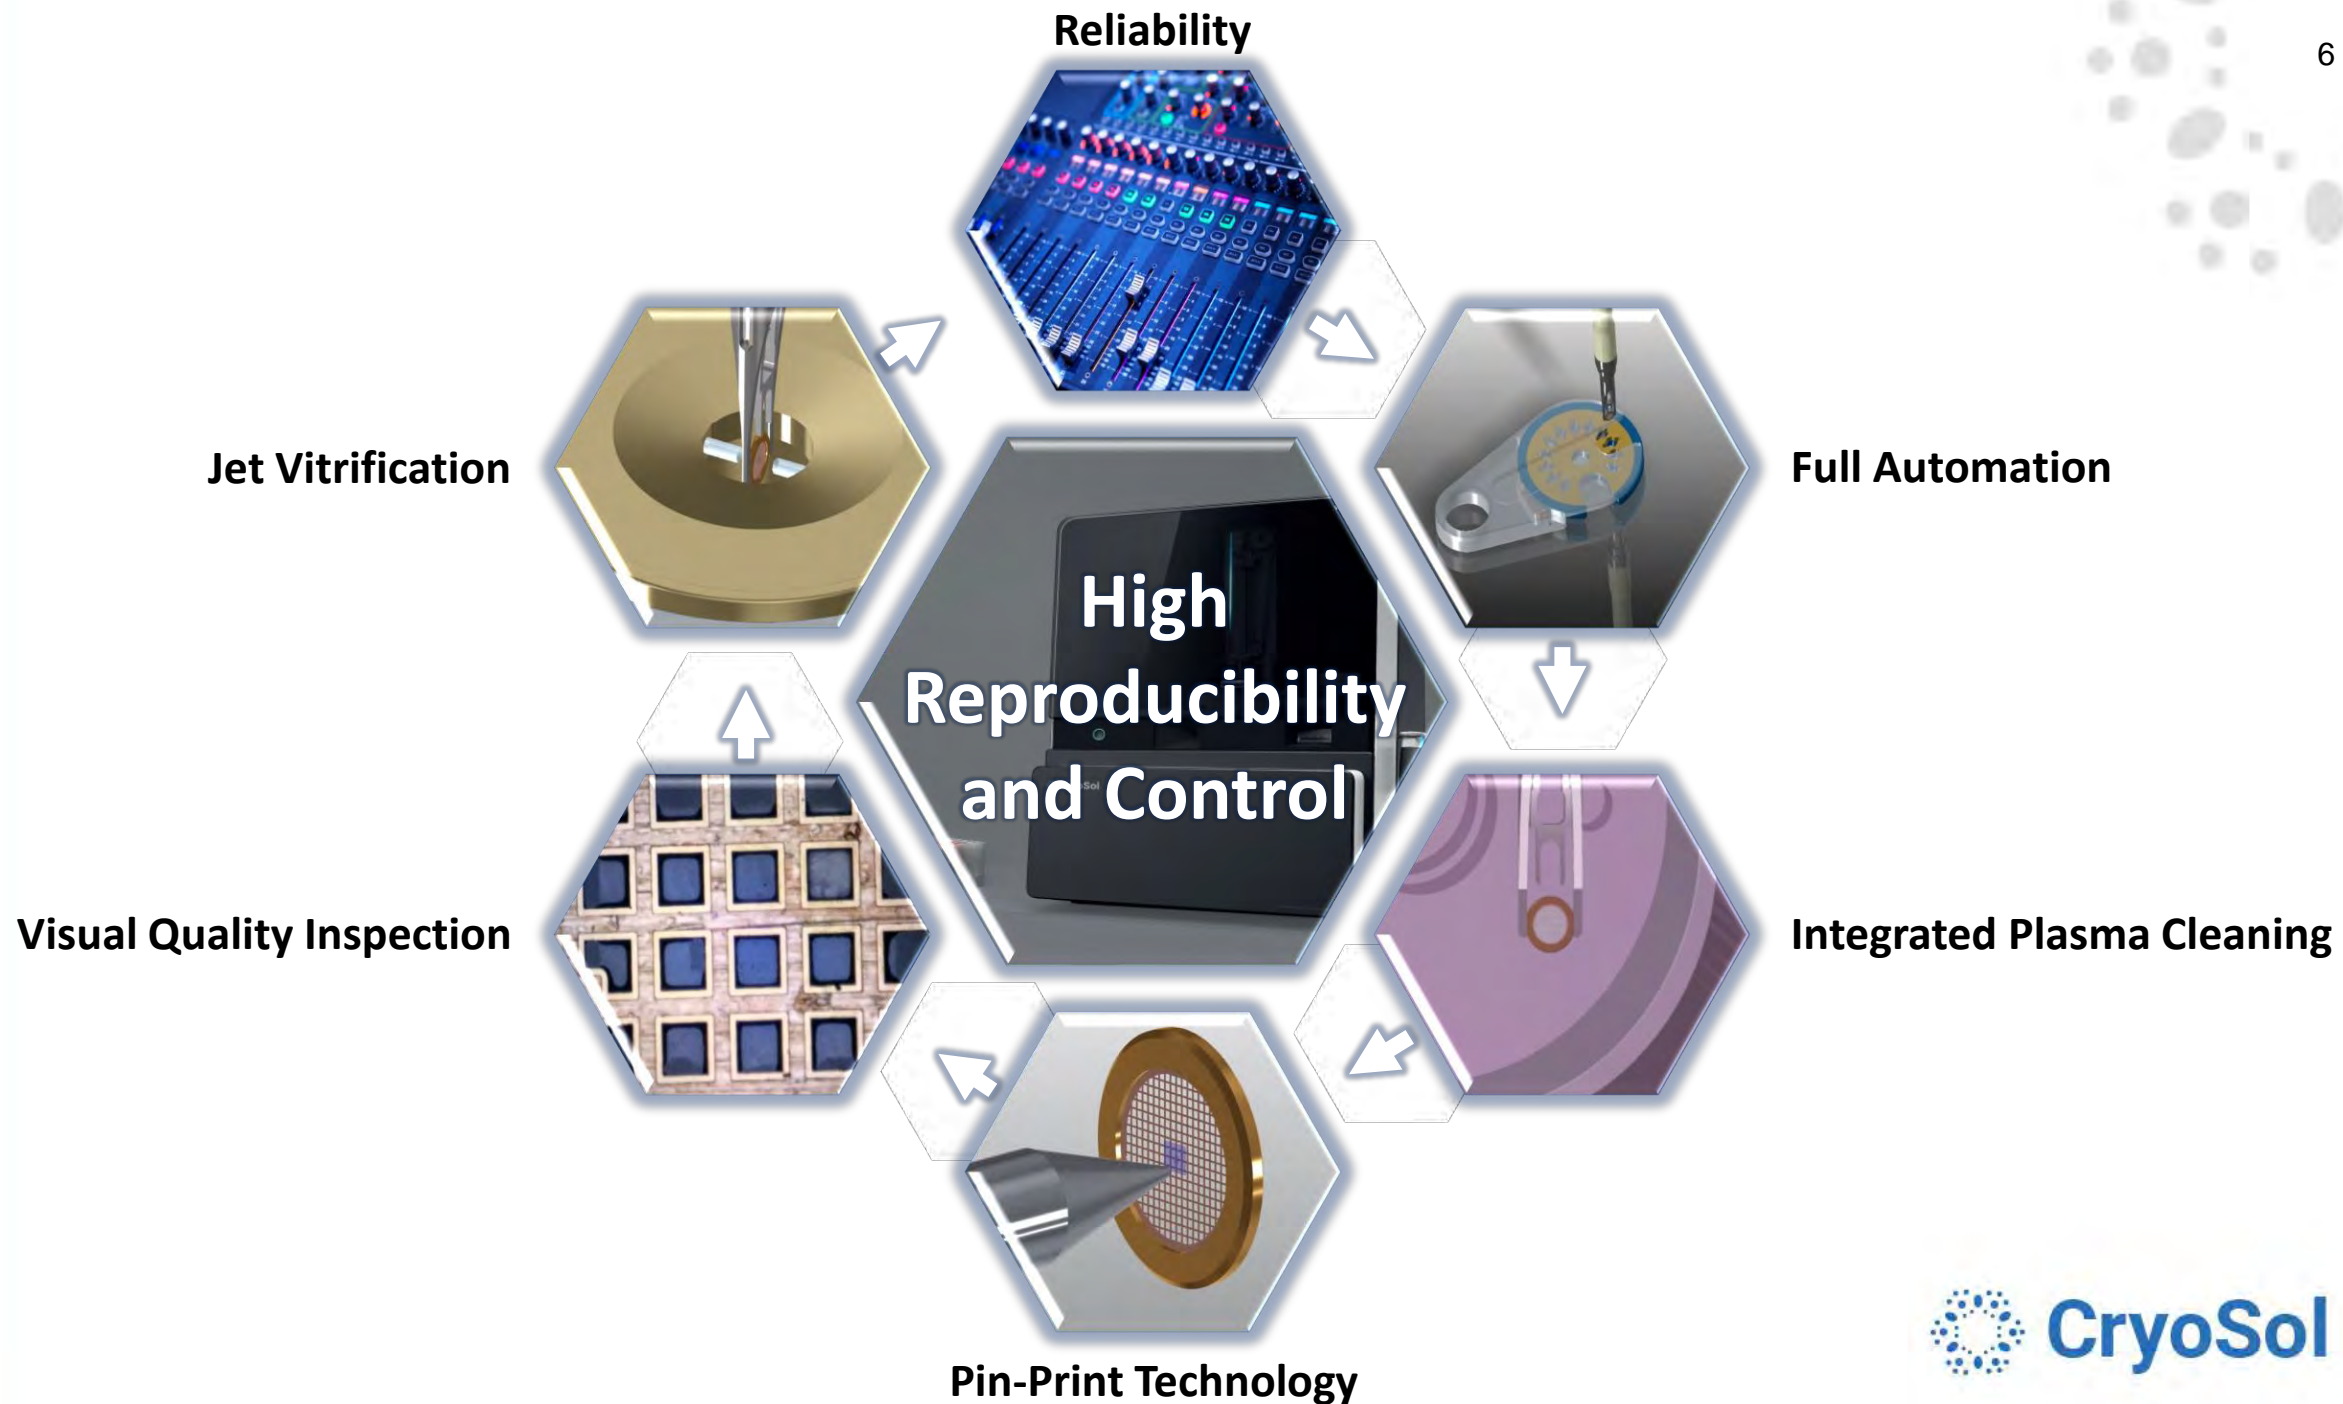 Reliability
6
Jet Vitrification
Full Automation
High
Reproducibility
and Control
Visual Quality Inspection
Integrated Plasma Cleaning
Pin-Print Technology
CryoSol